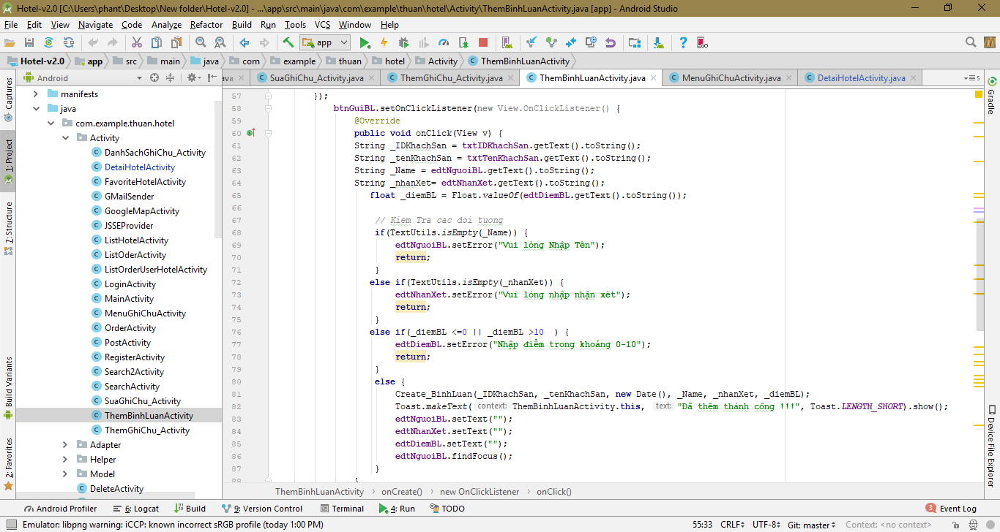 Hotel-v2.0 [C:\Users\phant\Desktop\New folder\Hotel-v2.0] - ...\app\src\main\java\com\example\thuan\hotel\Activity\ThemBinhLuanActivity.java [app] - Android Studio
File Edit View Navigate Code Analyze Refactor Build Run Tools VCS Window Help
app
Hotel-v2.0 app src main java com example thuan hotel Activity ThemBinhLuanActivity
Android
ava SuaGhiChu_Activity.java ThemGhiChu_Activity.java ThemBinhLuanActivity.java MenuGhiChuActivity.java DetaiHotelActivity.java 5
Captures
1: Project
7: Structure
Build Variants
2: Favorites
manifests
java
com.example.thuan.hotel
Activity
DanhSachGhiChu_Activity
DetaiHotelActivity
FavoriteHotelActivity
GMailSender
GoogleMapActivity
JSSEProvider
ListHotelActivity
ListOderActivity
ListOrderUserHotelActivity
LoginActivity
MainActivity
MenuGhiChuActivity
OrderActivity
PostActivity
RegisterActivity
Search2Activity
SearchActivity
SuaGhiChu_Activity
ThemBinhLuanActivity
ThemGhiChu_Activity
Adapter
Helper
Model
DeleteActivity
57 });
58 btnGuiBL.setOnClickListener(new View.OnClickListener() {
59 @Override
60 public void onClick(View v) {
61 String _IDKhachSan = txtIDKhachSan.getText().toString();
62 String _tenKhachSan = txtTenKhachSan.getText().toString();
63 String _Name = edtNguoiBL.getText().toString();
64 String _nhanXet= edtNhanXet.getText().toString();
65 float _diemBL = Float.valueOf(edtDiemBL.getText().toString());
66
67 // Kiem Tra cac doi tuong
68 if(TextUtils.isEmpty(_Name)) {
69 edtNguoiBL.setError("Vui lòng Nhập Tên");
70 return;
71 }
72 else if(TextUtils.isEmpty(_nhanXet)) {
73 edtNhanXet.setError("Vui lòng nhập nhận xét");
74 return;
75 }
76 else if(_diemBL <=0 || _diemBL >10 ) {
77 edtDiemBL.setError("Nhập điểm trong khoảng 0-10");
78 return;
79 }
80 else {
81 Create_BinhLuan(_IDKhachSan, _tenKhachSan, new Date(), _Name, _nhanXet, _diemBL);
82 Toast.makeText( context: ThemBinhLuanActivity.this, text: "Đã thêm thành công !!!", Toast.LENGTH_SHORT).show();
83 edtNguoiBL.setText("");
84 edtNhanXet.setText("");
85 edtDiemBL.setText("");
86 edtNguoiBL.findFocus();
87 }
88 }
ThemBinhLuanActivity onCreate() new OnClickListener onClick()
Gradle
Device File Explorer
Android Profiler 6: Logcat Build 9: Version Control Terminal 4: Run TODO 3 Event Log
Emulator: libpng warning: iCCP: known incorrect sRGB profile (today 1:00 PM) 55:33 CRLF UTF-8 Git: master Context: <no context>